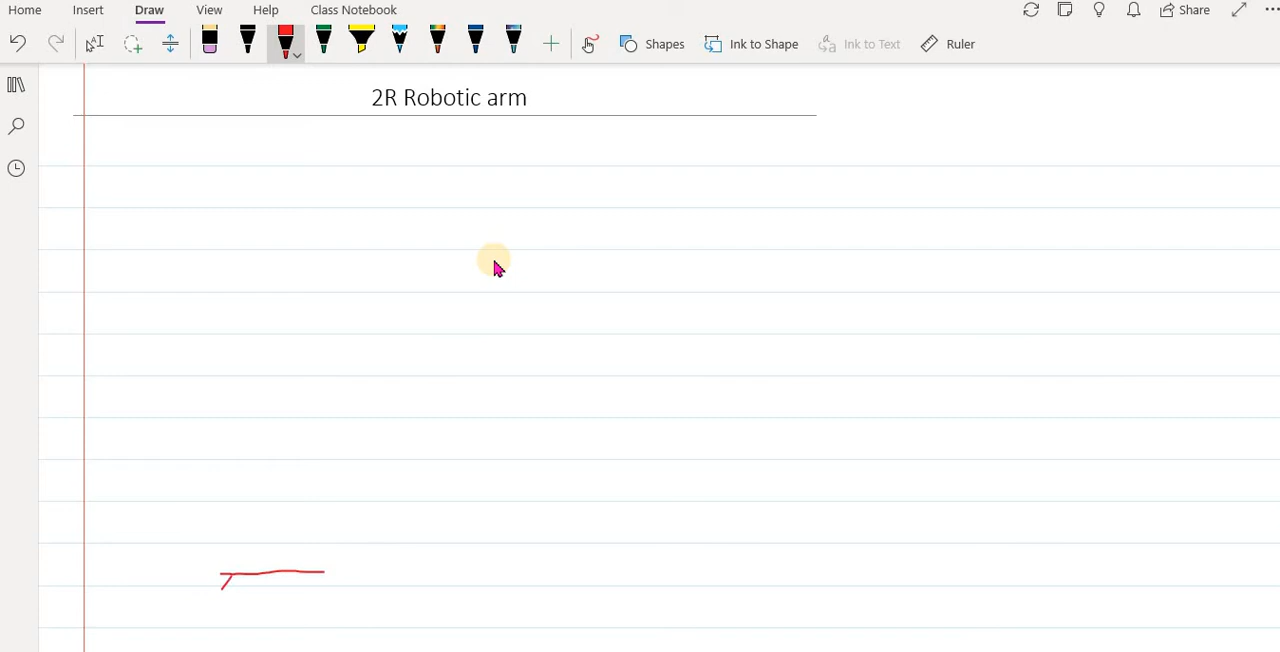 Home Insert Draw View Help Class Notebook Share
Shapes Ink to Shape Ink to Text Ruler
2R Robotic arm